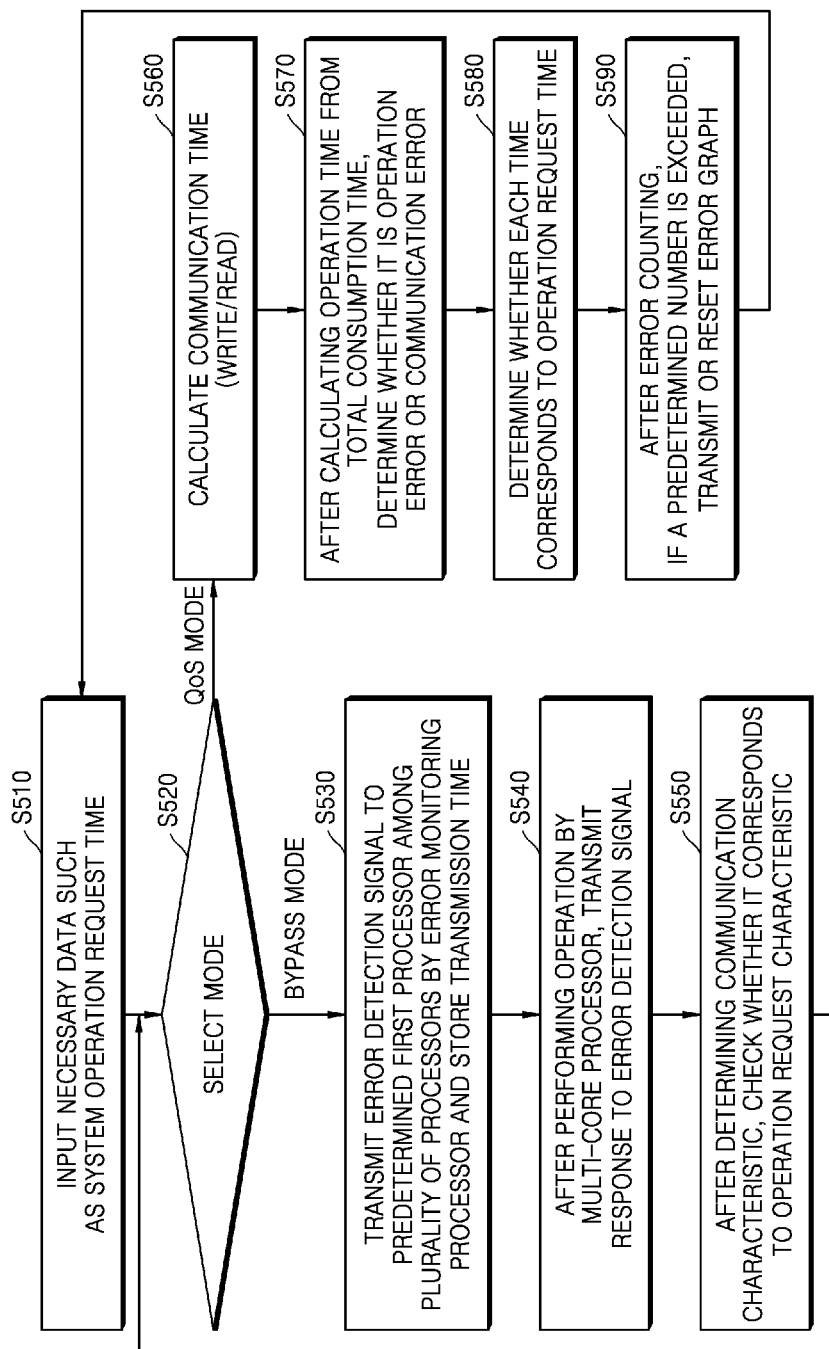 S510
INPUT NECESSARY DATA SUCH
AS SYSTEM OPERATION REQUEST TIME
S520
SELECT MODE
QoS MODE
BYPASS MODE
S530
TRANSMIT ERROR DETECTION SIGNAL TO
PREDETERMINED FIRST PROCESSOR AMONG
PLURALITY OF PROCESSORS BY ERROR MONITORING
PROCESSOR AND STORE TRANSMISSION TIME
S540
AFTER PERFORMING OPERATION BY
MULTI-CORE PROCESSOR, TRANSMIT
RESPONSE TO ERROR DETECTION SIGNAL
S550
AFTER DETERMINING COMMUNICATION
CHARACTERISTIC, CHECK WHETHER IT CORRESPONDS
TO OPERATION REQUEST CHARACTERISTIC
S560
CALCULATE COMMUNICATION TIME
(WRITE/READ)
S570
AFTER CALCULATING OPERATION TIME FROM
TOTAL CONSUMPTION TIME,
DETERMINE WHETHER IT IS OPERATION
ERROR OR COMMUNICATION ERROR
S580
DETERMINE WHETHER EACH TIME
CORRESPONDS TO OPERATION REQUEST TIME
S590
AFTER ERROR COUNTING,
IF A PREDETERMINED NUMBER IS EXCEEDED,
TRANSMIT OR RESET ERROR GRAPH